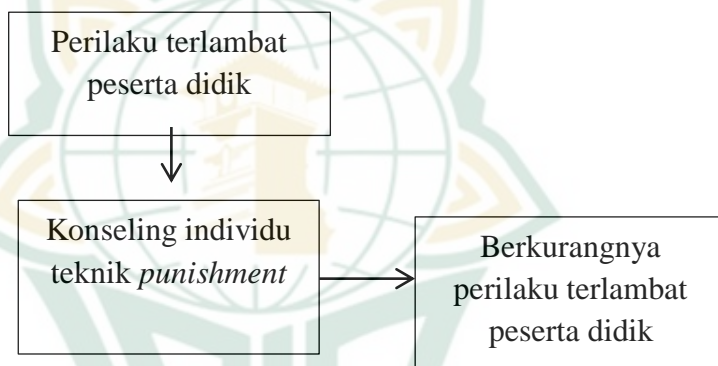 Perilaku terlambat
peserta didik
Konseling individu
teknik punishment
Berkurangnya
perilaku terlambat
peserta didik